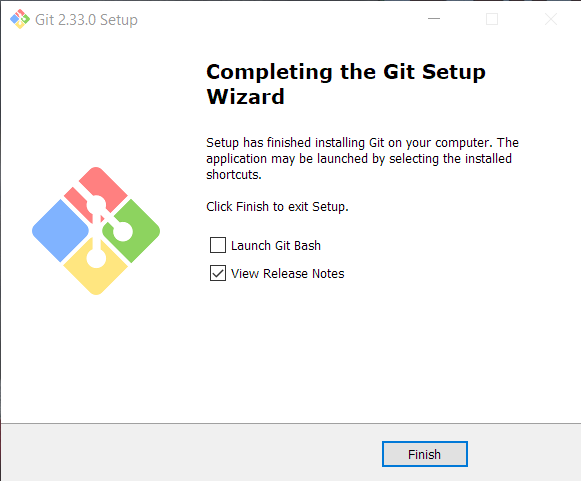 Git 2.33.0 Setup
Completing the Git Setup
Wizard
Setup has finished installing Git on your computer. The
application may be launched by selecting the installed
shortcuts.
Click Finish to exit Setup.
Launch Git Bash
View Release Notes
Finish